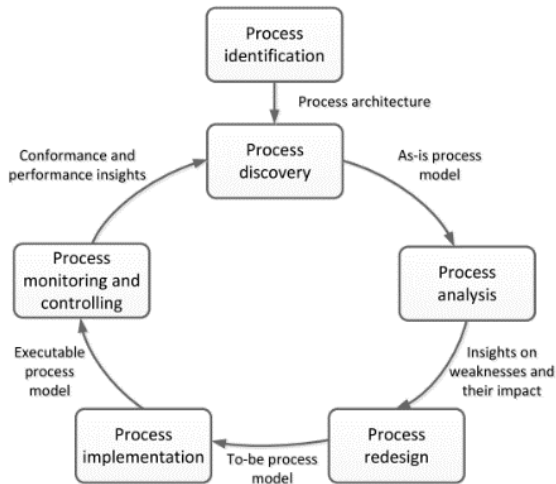 Process
identification
Process architecture
Process
discovery
Conformance and
performance insights
As-is process
model
Process
monitoring and
controlling
Process
analysis
Executable
process
model
Insights on
weaknesses and
their impact
Process
implementation
To-be process
model
Process
redesign